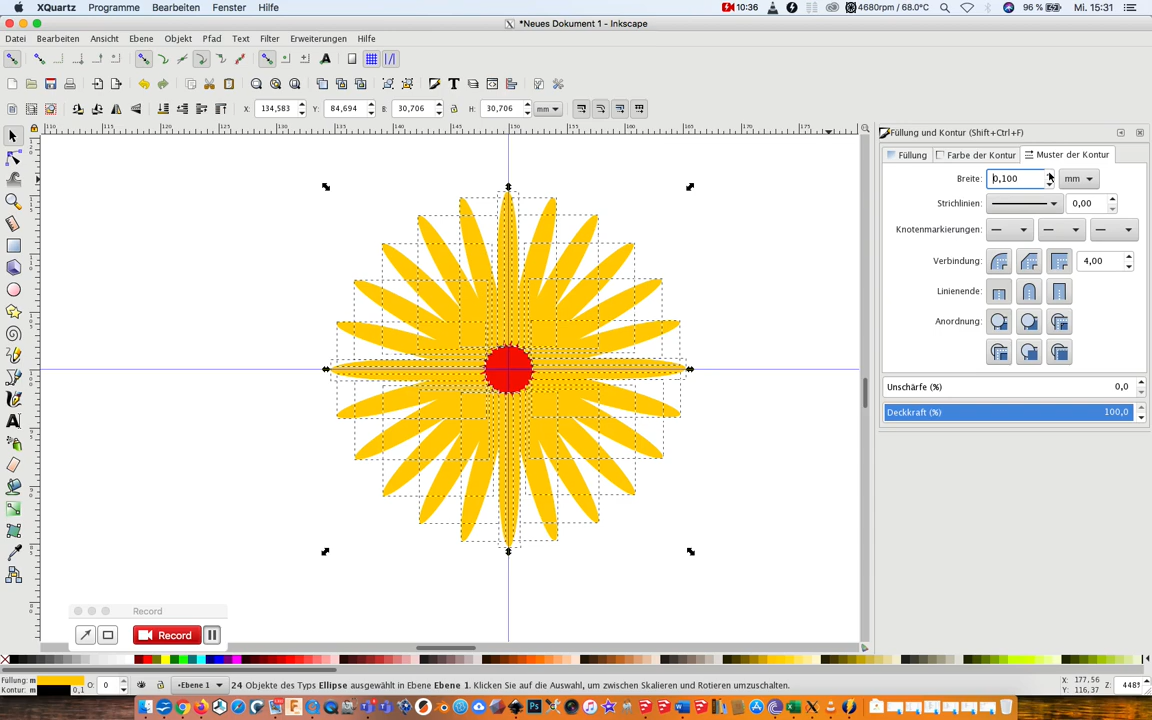 XQuartz Programme Bearbeiten Fenster Hilfe 10:36 4680rpm / 68.0°C 96 % Mi. 15:31
*Neues Dokument 1 - Inkscape
Datei Bearbeiten Ansicht Ebene Objekt Pfad Text Filter Erweiterungen Hilfe
X: 134,583 Y: 84,694 B: 30,706 H: 30,706 mm
Füllung und Kontur (Shift+Ctrl+F)
Füllung Farbe der Kontur Muster der Kontur
Breite: 0,100 mm
Strichlinien: 0,00
Knotenmarkierungen:
Verbindung: 4,00
Linienende:
Anordnung:
Unschärfe (%) 0,0
Deckkraft (%) 100,0
Record
Record
Füllung: m
Kontur: m 0,1
O: 0
Ebene 1
24 Objekte des Typs Ellipse ausgewählt in Ebene Ebene 1. Klicken Sie auf die Auswahl, um zwischen Skalieren und Rotieren umzuschalten.
X: 177,56
Y: 116,37
Z: 448%